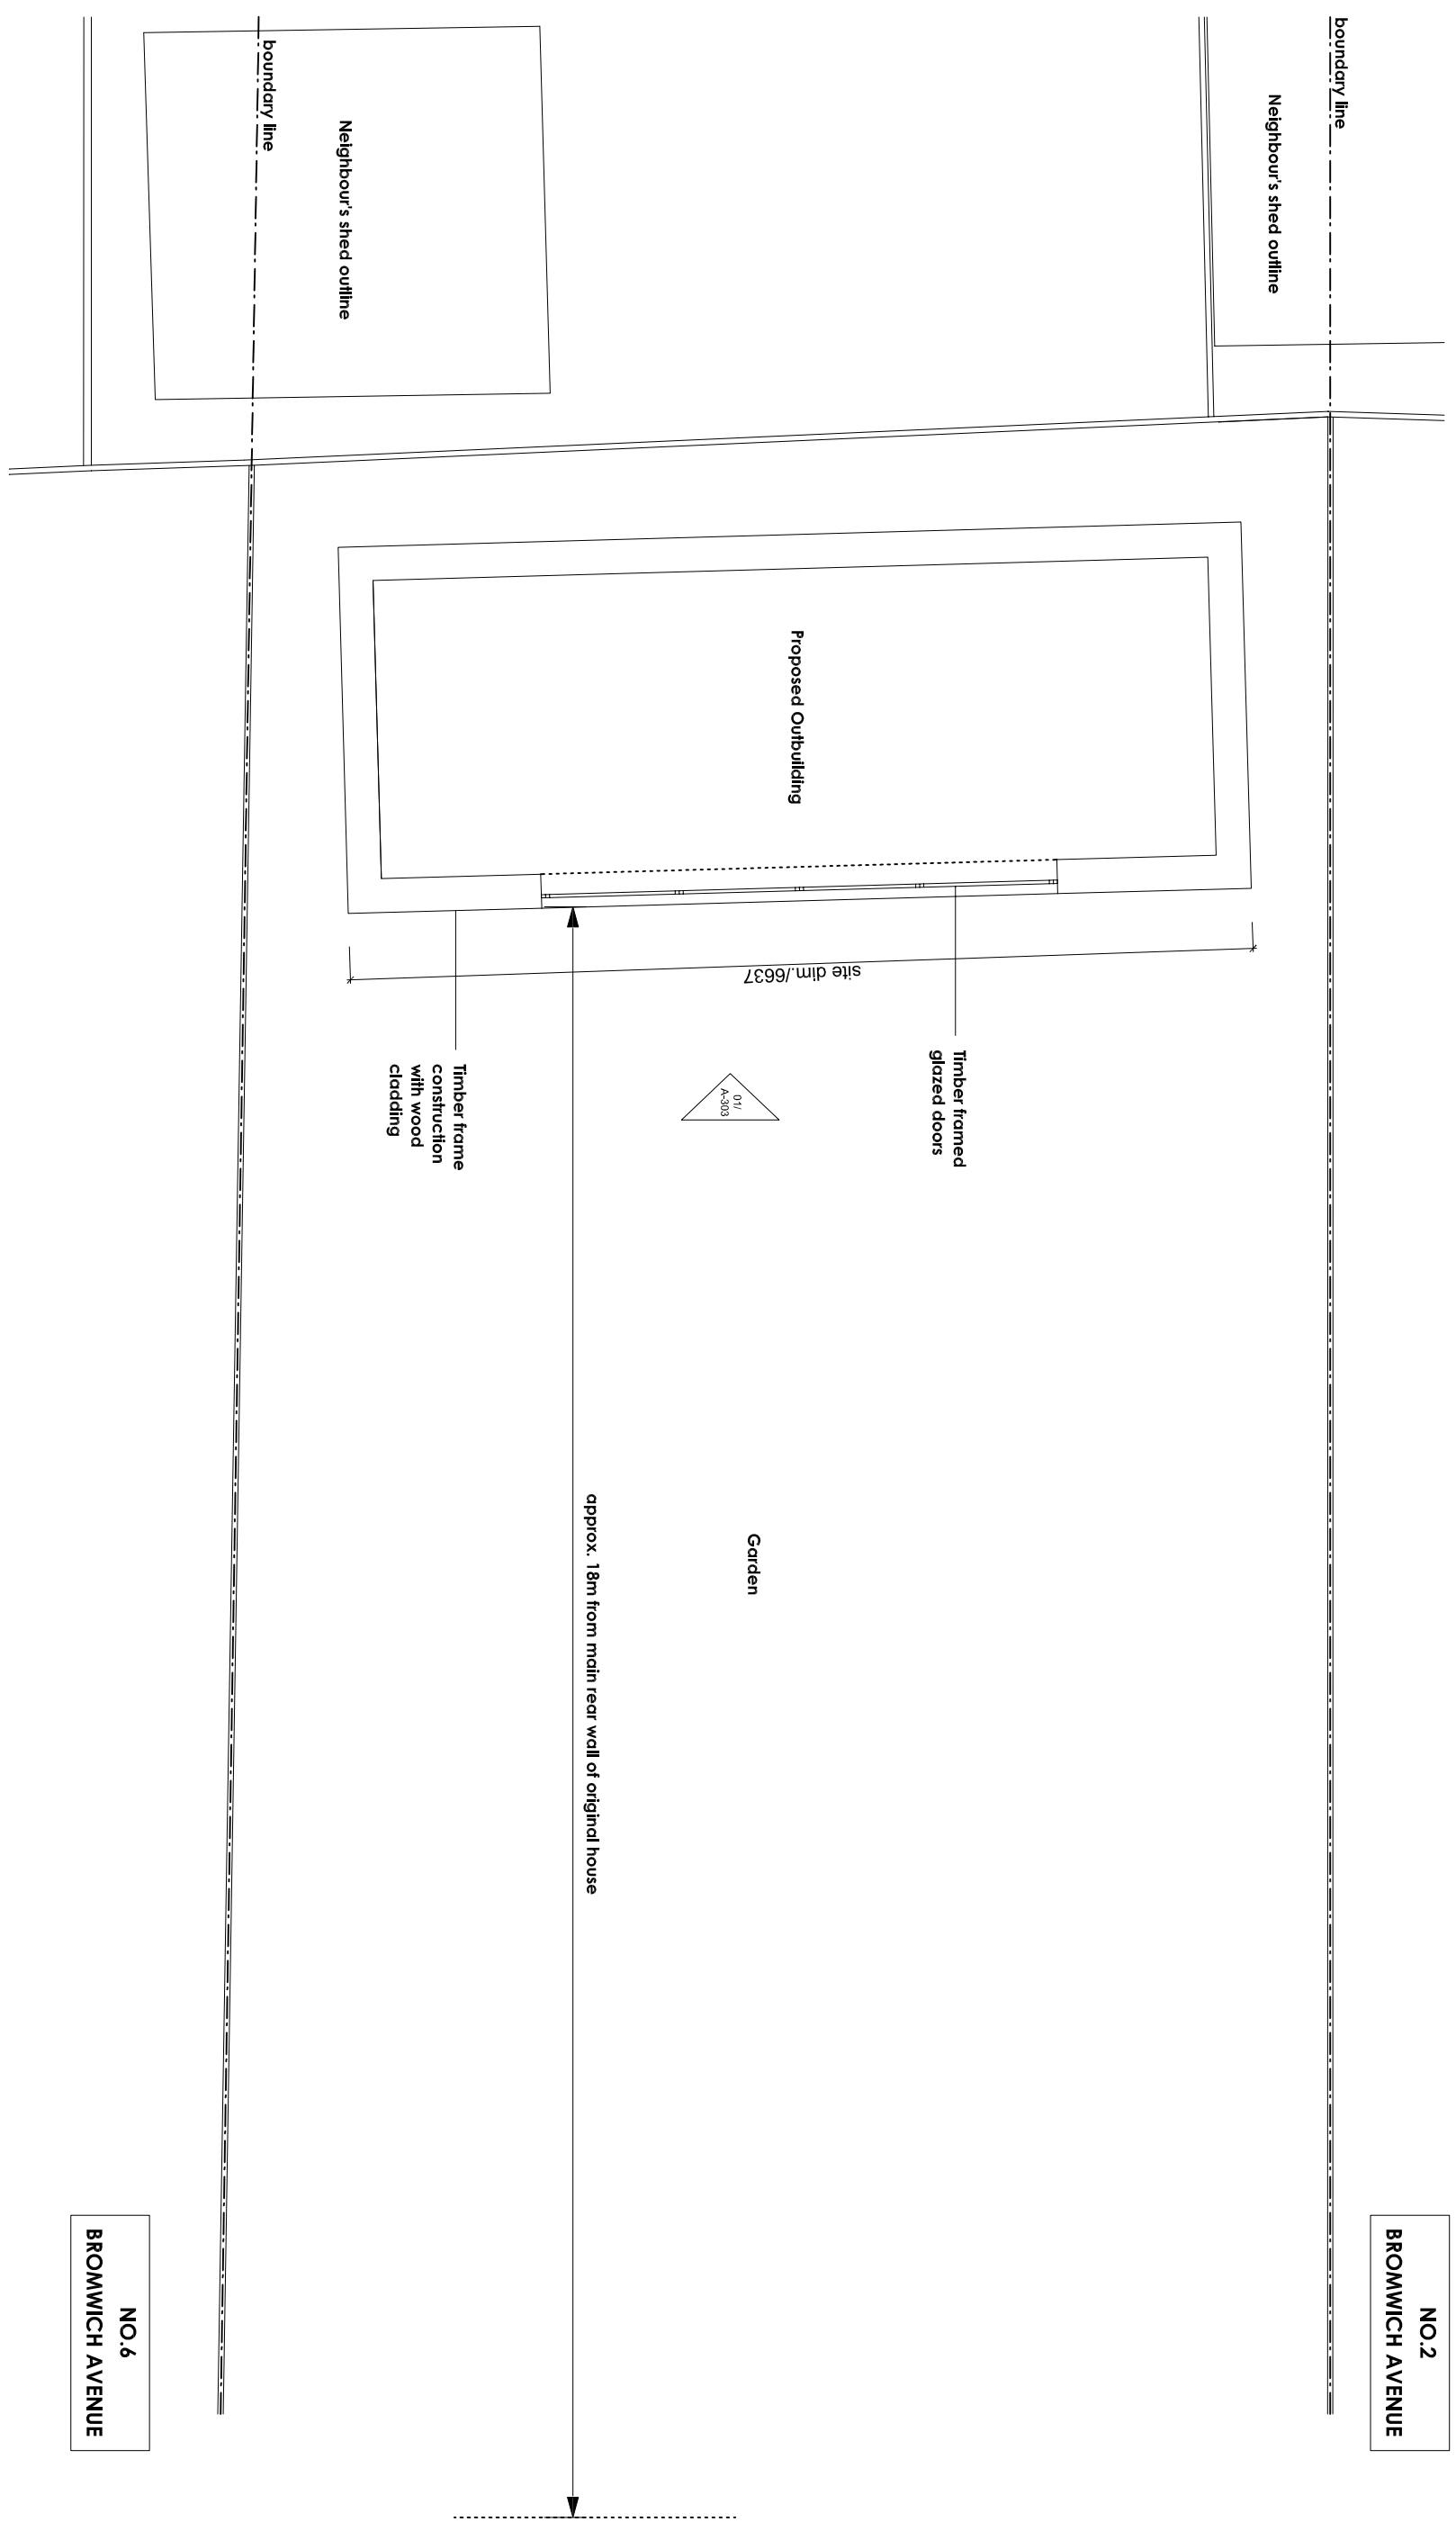 boundary line
Neighbour's shed outline
boundary line
Neighbour's shed outline
Proposed Outbuilding
site dim./6637
Timber framed
glazed doors
01/
A-303
Timber frame
construction
with wood
cladding
Garden
approx. 18m from main rear wall of original house
NO.2
BROMWICH AVENUE
NO.6
BROMWICH AVENUE